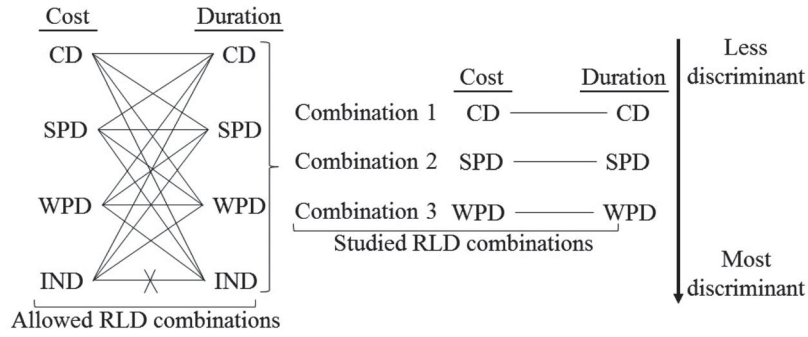 Cost Duration
CD CD
SPD SPD
WPD WPD
IND IND
Allowed RLD combinations
Cost Duration
Combination 1 CD CD
Combination 2 SPD SPD
Combination 3 WPD WPD
Studied RLD combinations
Less
discriminant
Most
discriminant